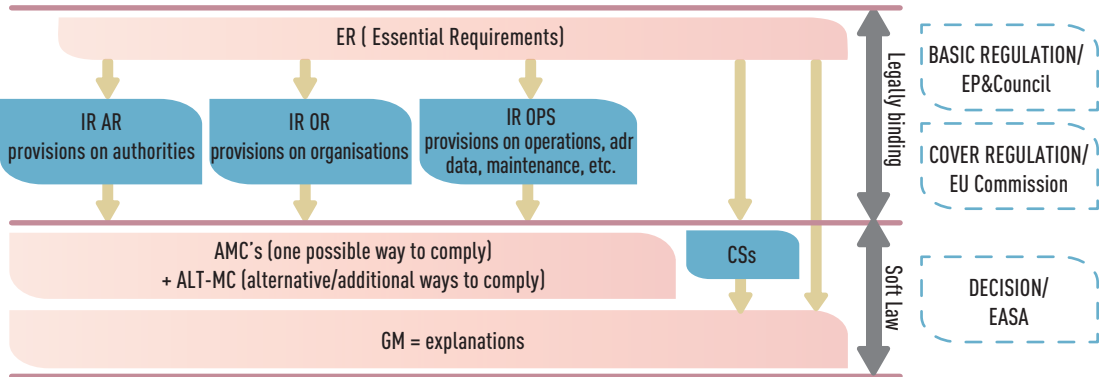 ER ( Essential Requirements)
IR AR
provisions on authorities
IR OR
provisions on organisations
IR OPS
provisions on operations, adr
data, maintenance, etc.
Legally binding
BASIC REGULATION/
EP&Council
COVER REGULATION/
EU Commission
AMC's (one possible way to comply)
+ ALT-MC (alternative/additional ways to comply)
CSs
GM = explanations
Soft Law
DECISION/
EASA